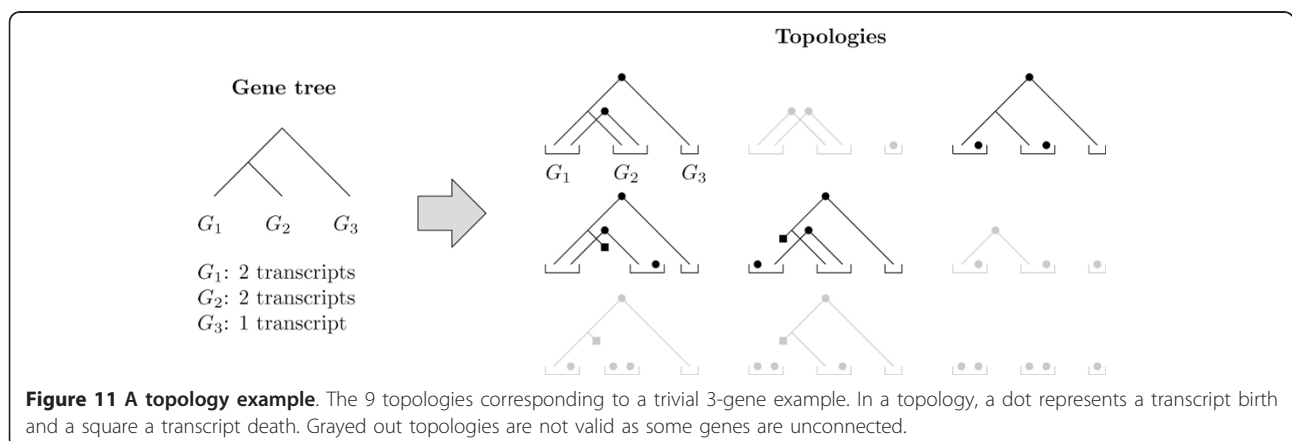 Topologies
Gene tree
G₁ G₂ G₃
G₁: 2 transcripts
G₂: 2 transcripts
G₃: 1 transcript
G₁ G₂ G₃
Figure 11 A topology example. The 9 topologies corresponding to a trivial 3-gene example. In a topology, a dot represents a transcript birth
and a square a transcript death. Grayed out topologies are not valid as some genes are unconnected.